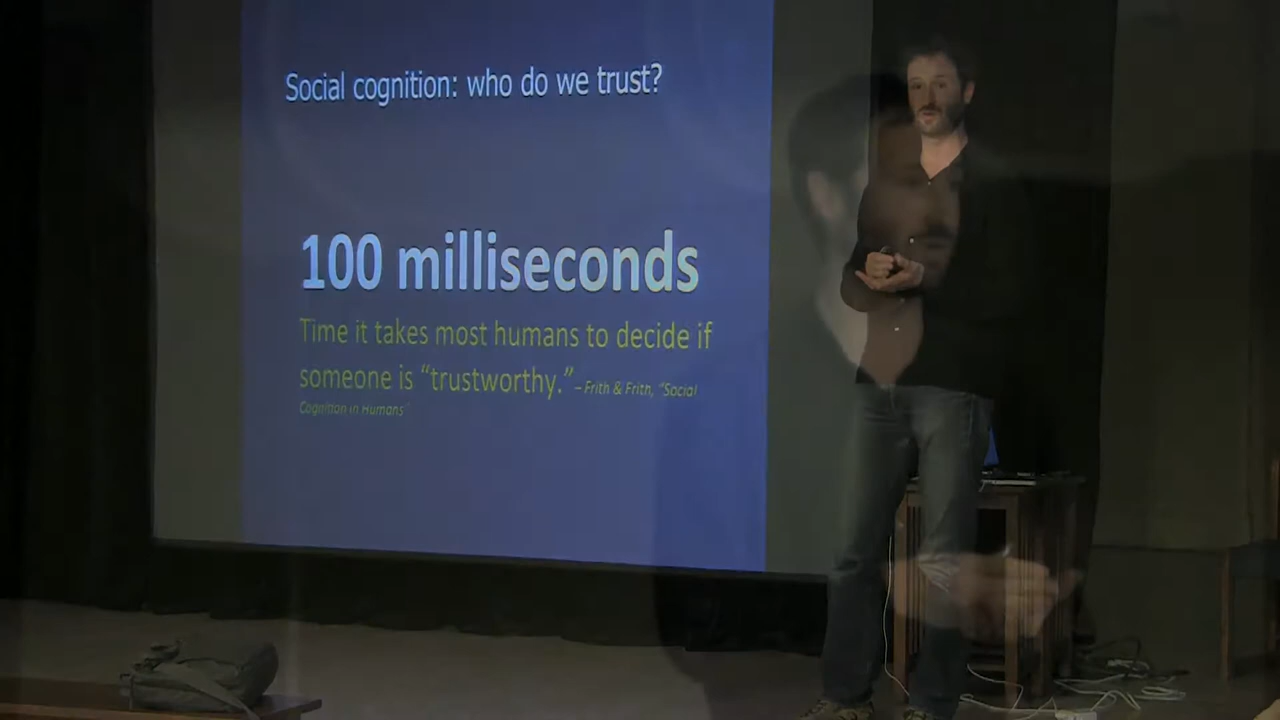 Social cognition: who do we trust?
100 milliseconds
Time it takes most humans to decide if
someone is “trustworthy.” – Frith & Frith, “Social
Cognition in Humans”